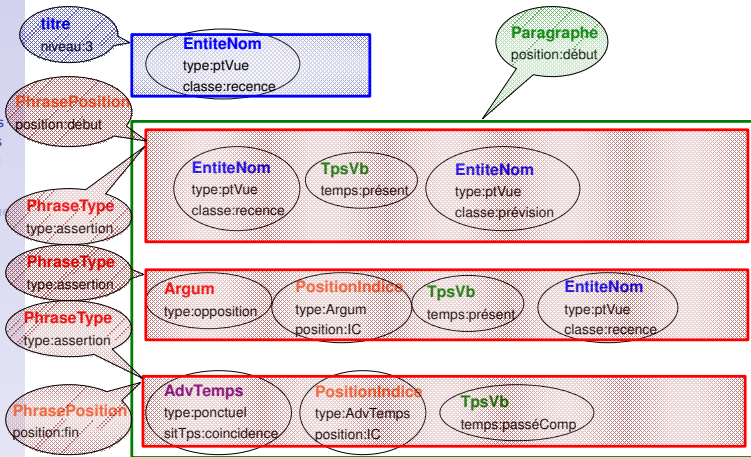 titre
niveau:3
EntiteNom
type:ptVue
classe:recence
Paragraphe
position:début
PhrasePosition
position:début
EntiteNom
type:ptVue
classe:recence
TpsVb
temps:présent
EntiteNom
type:ptVue
classe:prévision
PhraseType
type:assertion
PhraseType
type:assertion
Argum
type:opposition
PositionIndice
type:Argum
position:IC
TpsVb
temps:présent
EntiteNom
type:ptVue
classe:recence
PhraseType
type:assertion
AdvTemps
type:ponctuel
sitTps:coincidence
PositionIndice
type:AdvTemps
position:IC
TpsVb
temps:passéComp
PhrasePosition
position:fin